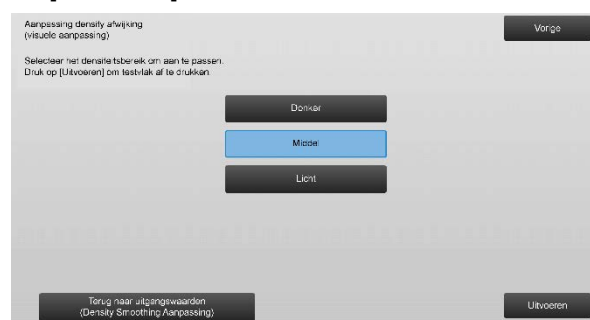 Aanpassing density afwijking
(visuele aanpassing)
Vorige
Selecteer het densiteitsbereik om aan te passen.
Druk op [Uitvoeren] om testvlak af te drukken.
Donker
Middel
Licht
Terug naar uitgangswaarden
(Density Smoothing Aanpassing)
Uitvoeren